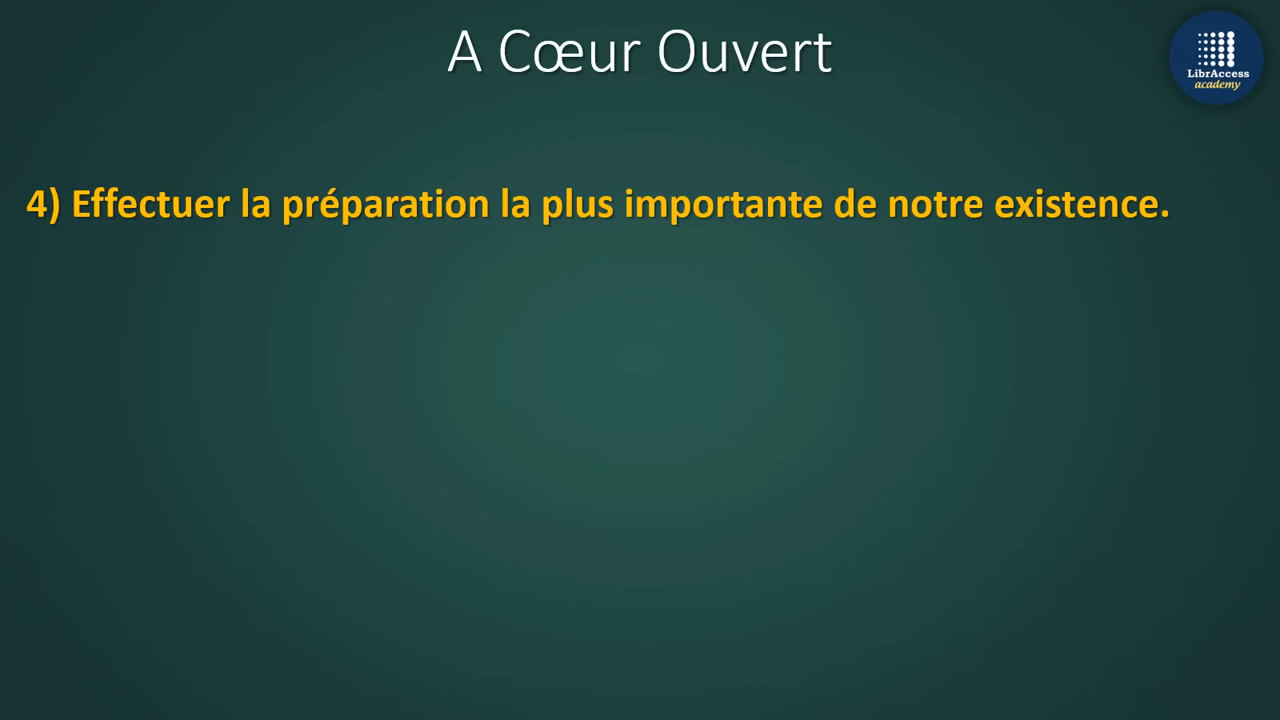 A Cœur Ouvert
LibrAccess
academy
4) Effectuer la préparation la plus importante de notre existence.